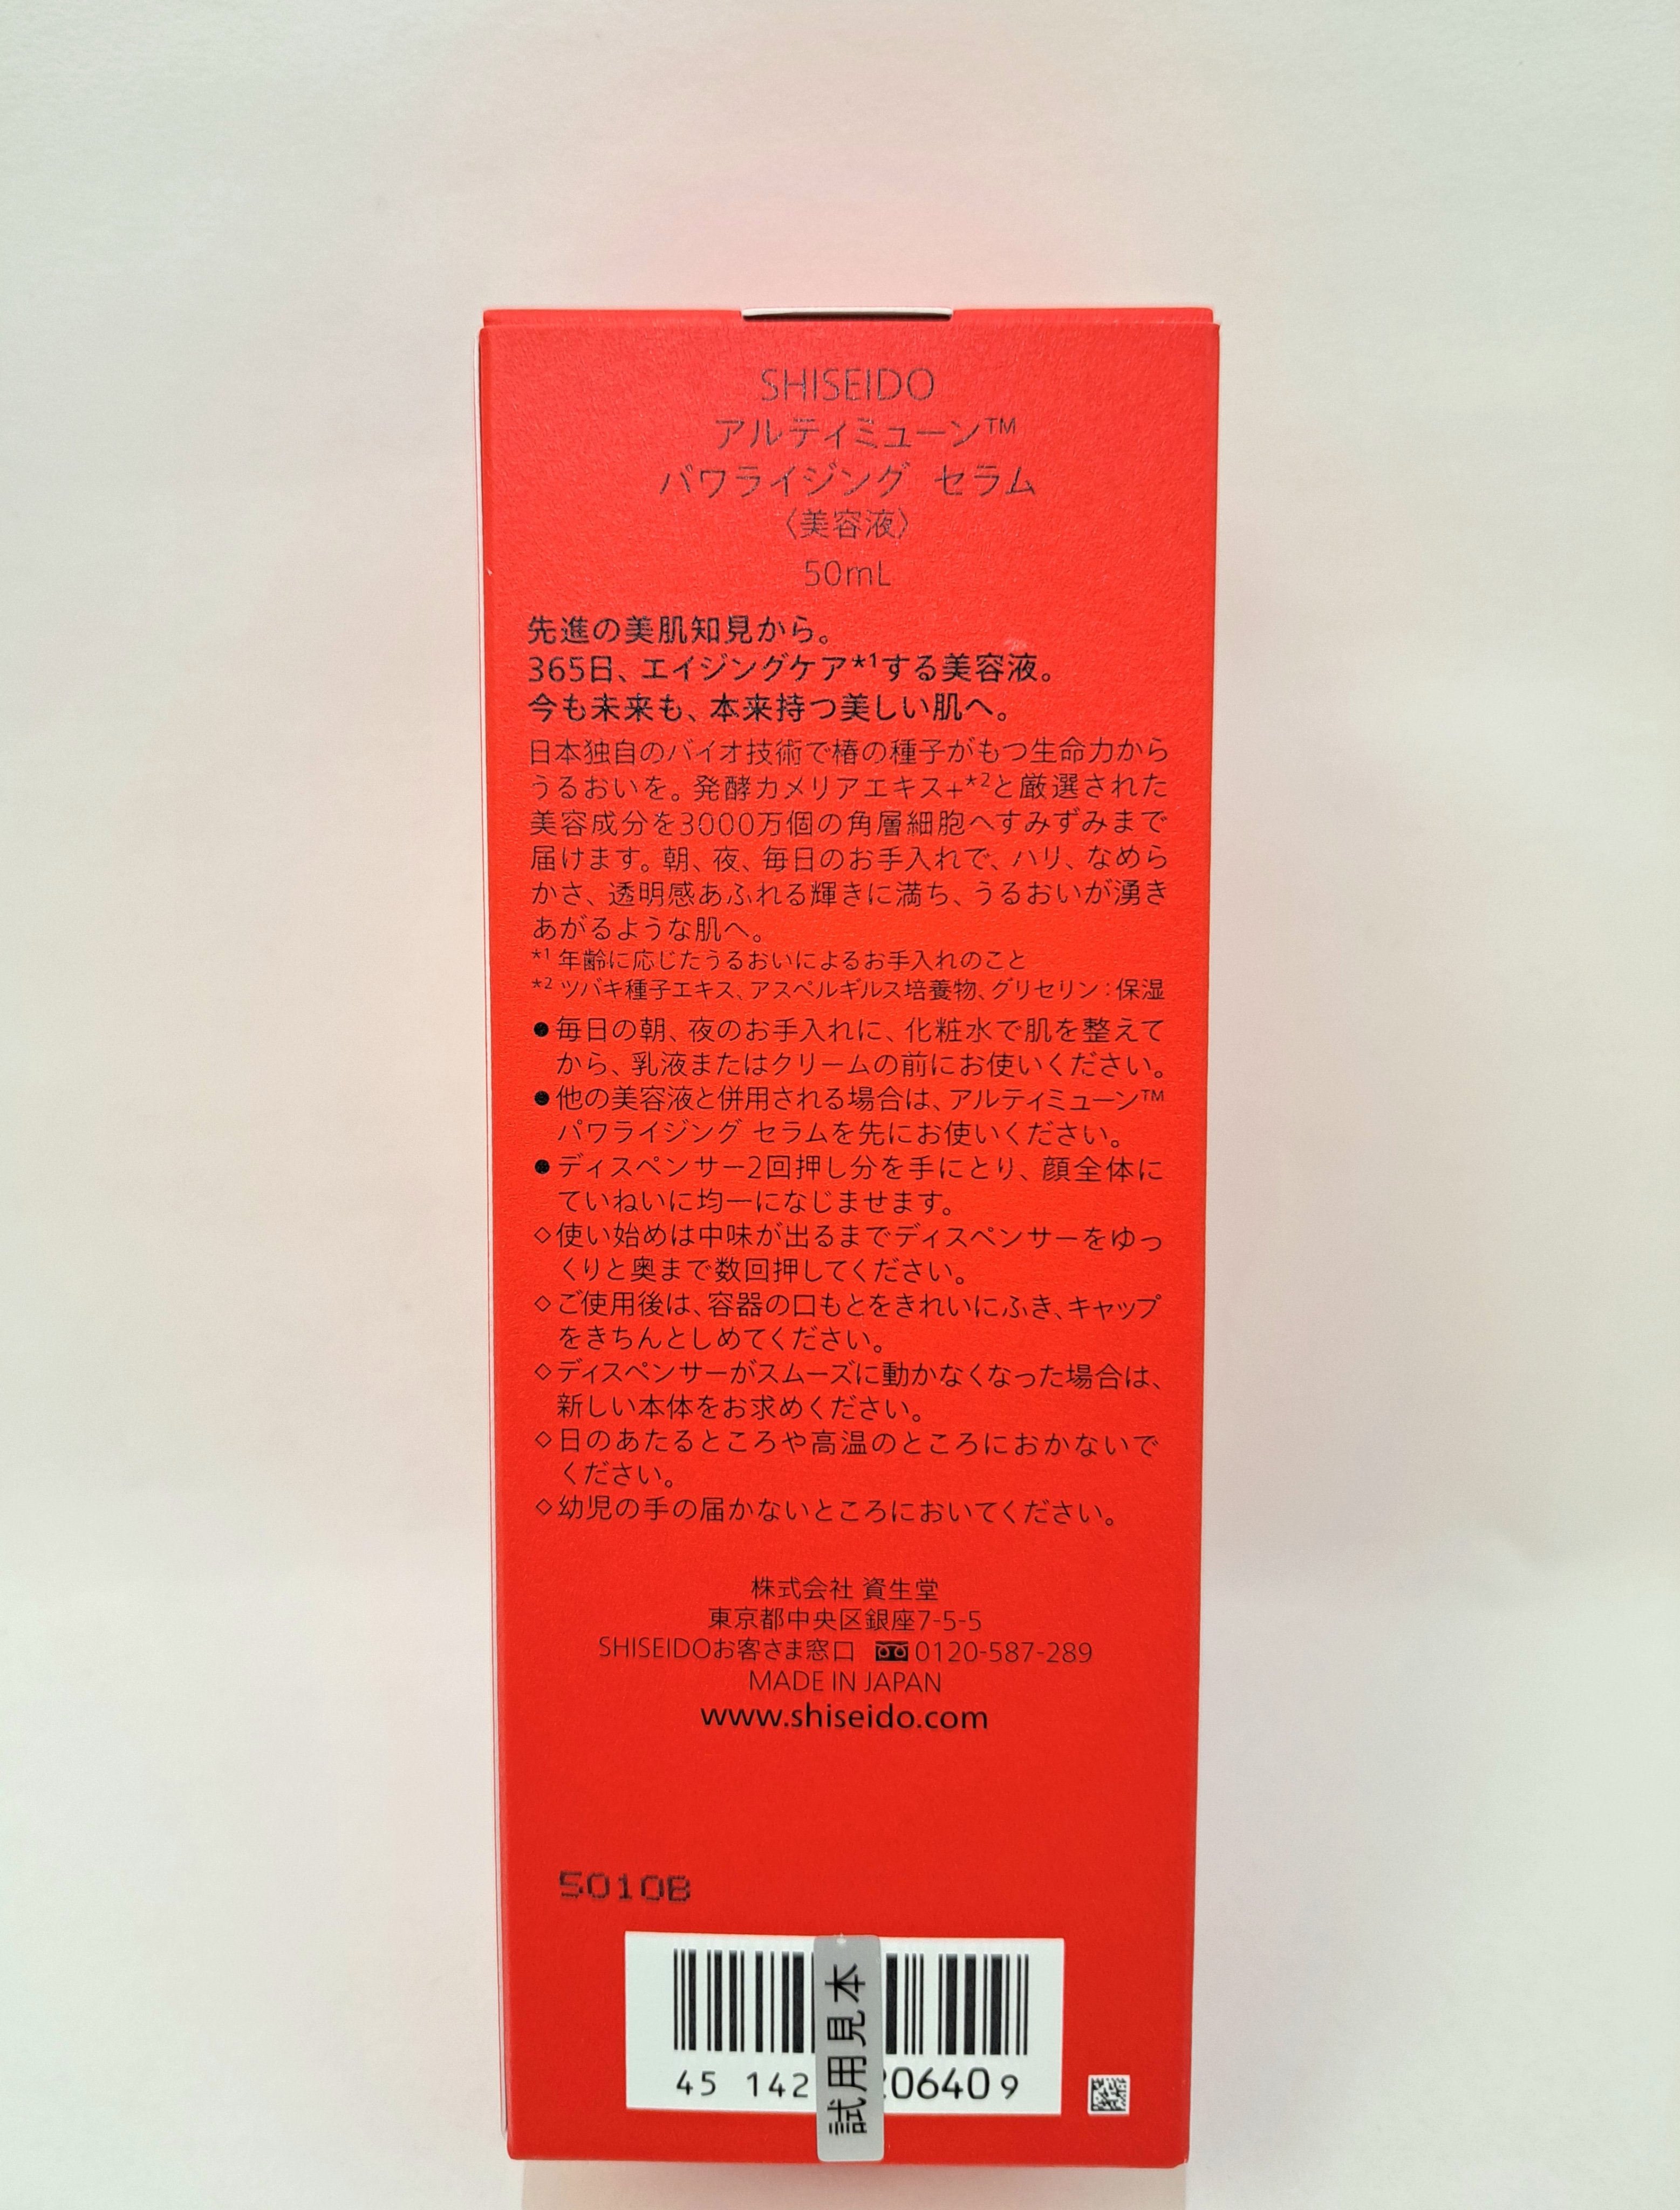 SHISEIDO
アルティミューン™
パワライジング セラム
〈美容液〉
50mL
先進の美肌知見から。
365日、エイジングケア*1する美容液。
今も未来も、本来持つ美しい肌へ。
日本独自のバイオ技術で椿の種子がもつ生命力から
うるおいを。発酵カメリアエキス+*2と厳選された
美容成分を3000万個の角層細胞へすみずみまで
届けます。朝、夜、毎日のお手入れで、ハリ、なめら
かさ、透明感あふれる輝きに満ち、うるおいが湧き
あがるような肌へ。
*1 年齢に応じたうるおいによるお手入れのこと
*2 ツバキ種子エキス、アスペルギルス培養物、グリセリン:保湿
●毎日の朝、夜のお手入れに、化粧水で肌を整えて
から、乳液またはクリームの前にお使いください。
●他の美容液と併用される場合は、アルティミューン™
パワライジング セラムを先にお使いください。
●ディスペンサー2回押し分を手にとり、顔全体に
ていねいに均一になじませます。
◇使い始めは中味が出るまでディスペンサーをゆっ
くりと奥まで数回押してください。
◇ご使用後は、容器の口もとをきれいにふき、キャップ
をきちんとしめてください。
◇ディスペンサーがスムーズに動かなくなった場合は、
新しい本体をお求めください。
◇日のあたるところや高温のところにおかないで
ください。
◇幼児の手の届かないところにおいてください。
株式会社 資生堂
東京都中央区銀座7-5-5
SHISEIDOお客さま窓口 0120-587-289
MADE IN JAPAN
www.shiseido.com
5010B
45 142 206409
試用見本